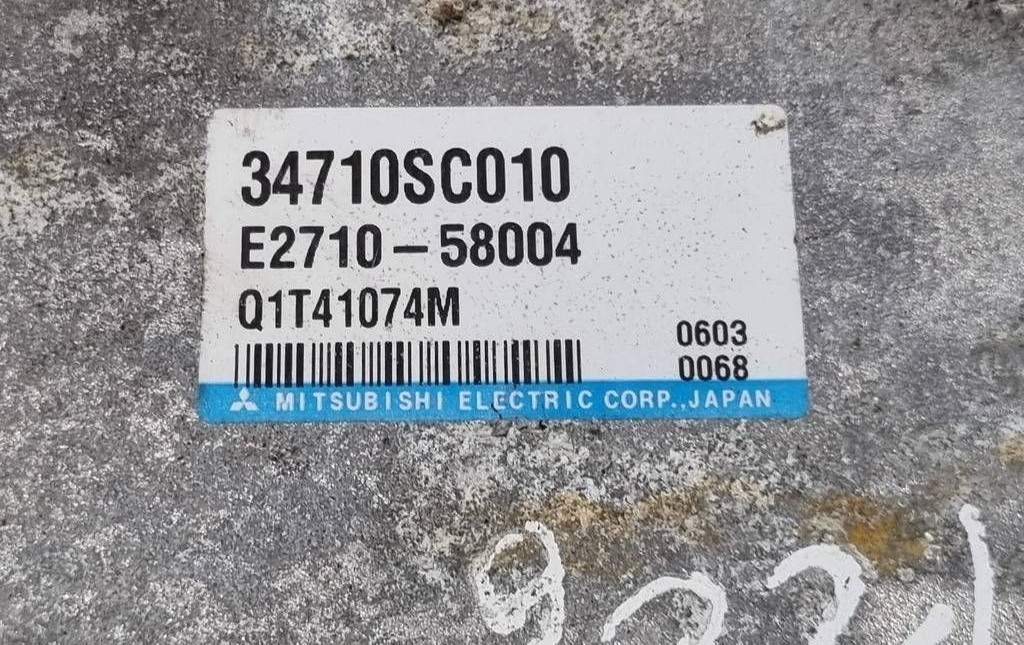 34710SC010
E2710-58004
Q1T41074M
0603
0068
MITSUBISHI ELECTRIC CORP.,JAPAN